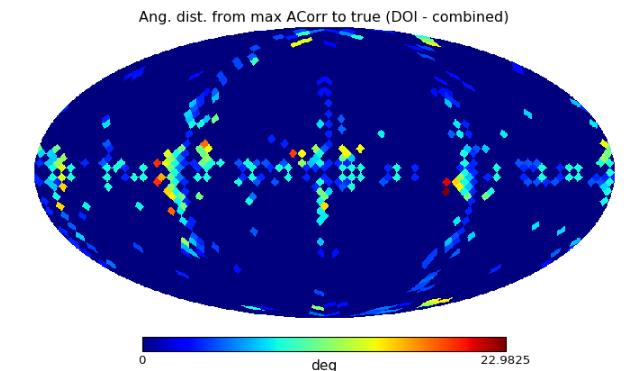 Ang. dist. from max ACorr to true (DOI - combined)
0
22.9825
deg